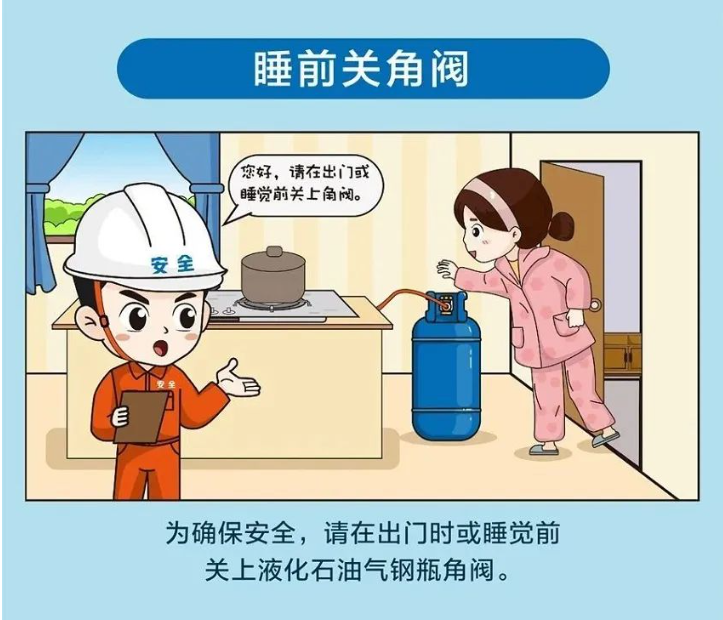 睡前关角阀
您好，请在出门或
睡觉前关上角阀。
安全
安全
为确保安全，请在出门时或睡觉前
关上液化石油气钢瓶角阀。